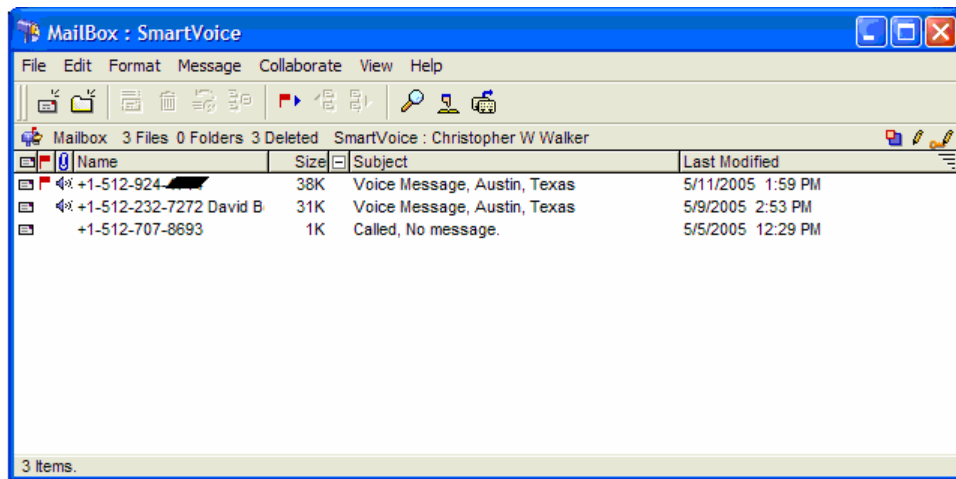 MailBox : SmartVoice
File Edit Format Message Collaborate View Help
Mailbox 3 Files 0 Folders 3 Deleted SmartVoice : Christopher W Walker
Name Size Subject Last Modified
+1-512-924- 38K Voice Message, Austin, Texas 5/11/2005 1:59 PM
+1-512-232-7272 David B 31K Voice Message, Austin, Texas 5/9/2005 2:53 PM
+1-512-707-8693 1K Called, No message. 5/5/2005 12:29 PM
3 Items.